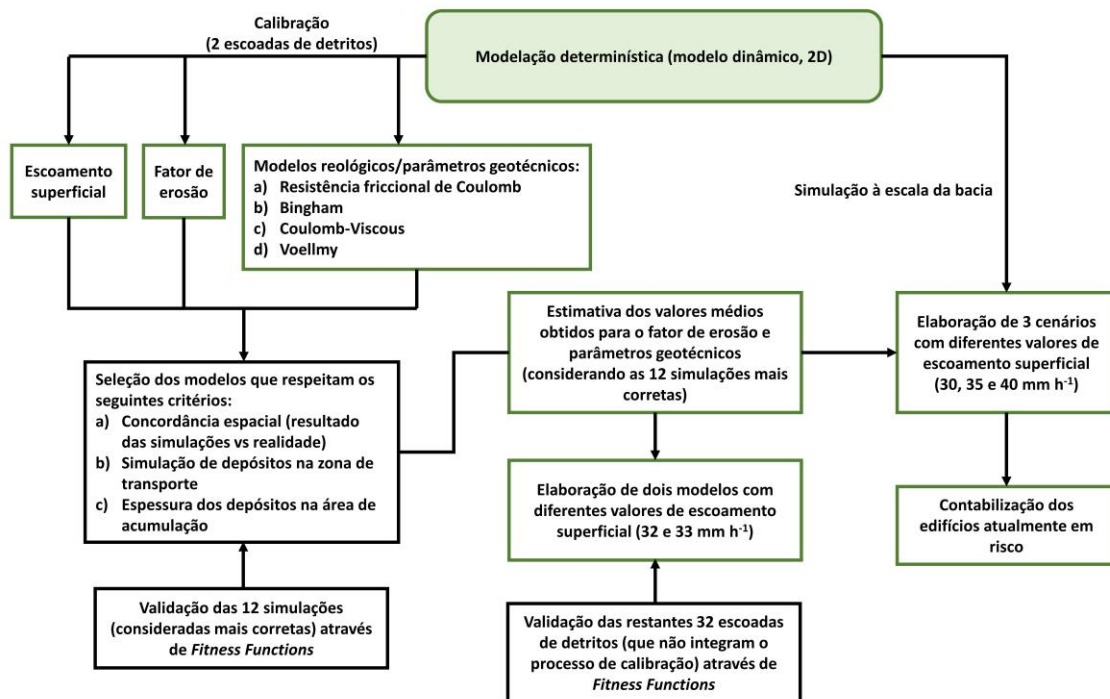 Calibração
(2 escoadas de detritos)
Modelação determinística (modelo dinâmico, 2D)
Escoamento
superficial
Fator de
erosão
Modelos reológicos/parâmetros geotécnicos:
a) Resistência friccional de Coulomb
b) Bingham
c) Coulomb-Viscous
d) Voellmy
Simulação à escala da bacia
Seleção dos modelos que respeitam os
seguintes critérios:
a) Concordância espacial (resultado
das simulações vs realidade)
b) Simulação de depósitos na zona de
transporte
c) Espessura dos depósitos na área de
acumulação
Estimativa dos valores médios
obtidos para o fator de erosão e
parâmetros geotécnicos
(considerando as 12 simulações mais
corretas)
Elaboração de 3 cenários
com diferentes valores de
escoamento superficial
(30, 35 e 40 mm h⁻¹)
Elaboração de dois modelos com
diferentes valores de escoamento
superficial (32 e 33 mm h⁻¹)
Contabilização dos
edifícios atualmente em
risco
Validação das 12 simulações
(consideradas mais corretas) através
de Fitness Functions
Validação das restantes 32 escoadas
de detritos (que não integram o
processo de calibração) através de
Fitness Functions